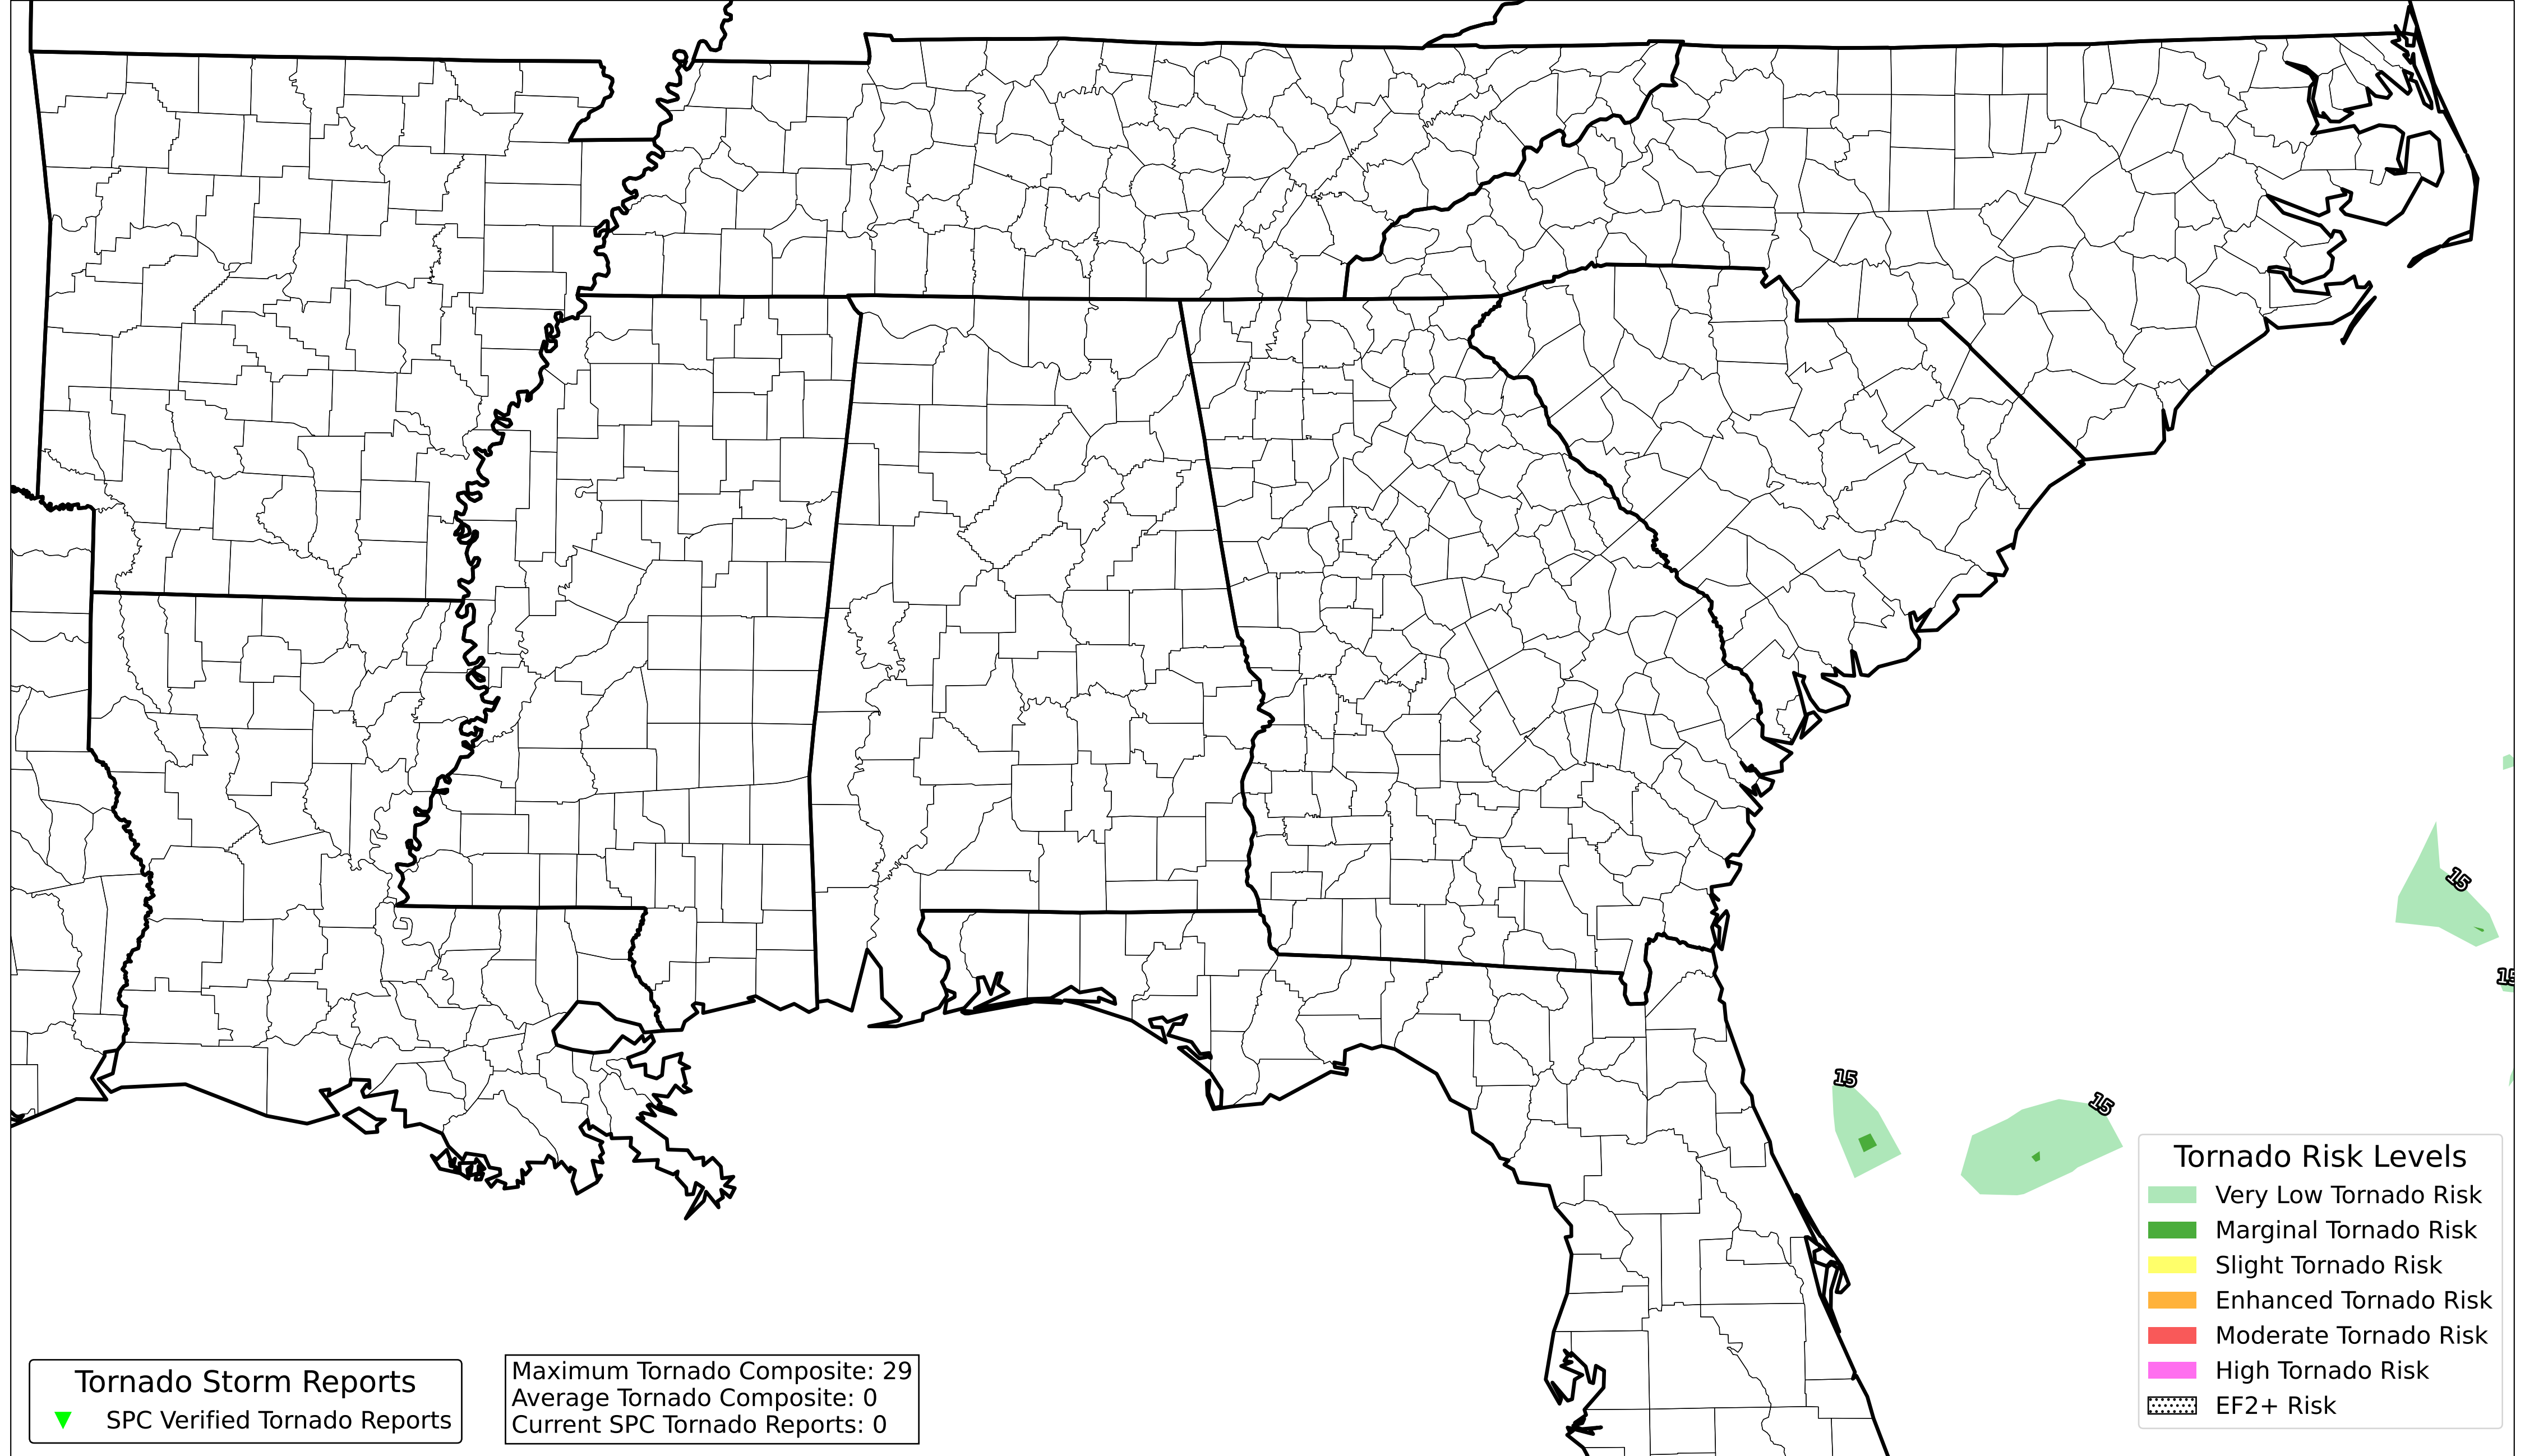 15
15
15
15
Tornado Risk Levels
Very Low Tornado Risk
Marginal Tornado Risk
Slight Tornado Risk
Enhanced Tornado Risk
Moderate Tornado Risk
High Tornado Risk
EF2+ Risk
Tornado Storm Reports
SPC Verified Tornado Reports
Maximum Tornado Composite: 29
Average Tornado Composite: 0
Current SPC Tornado Reports: 0